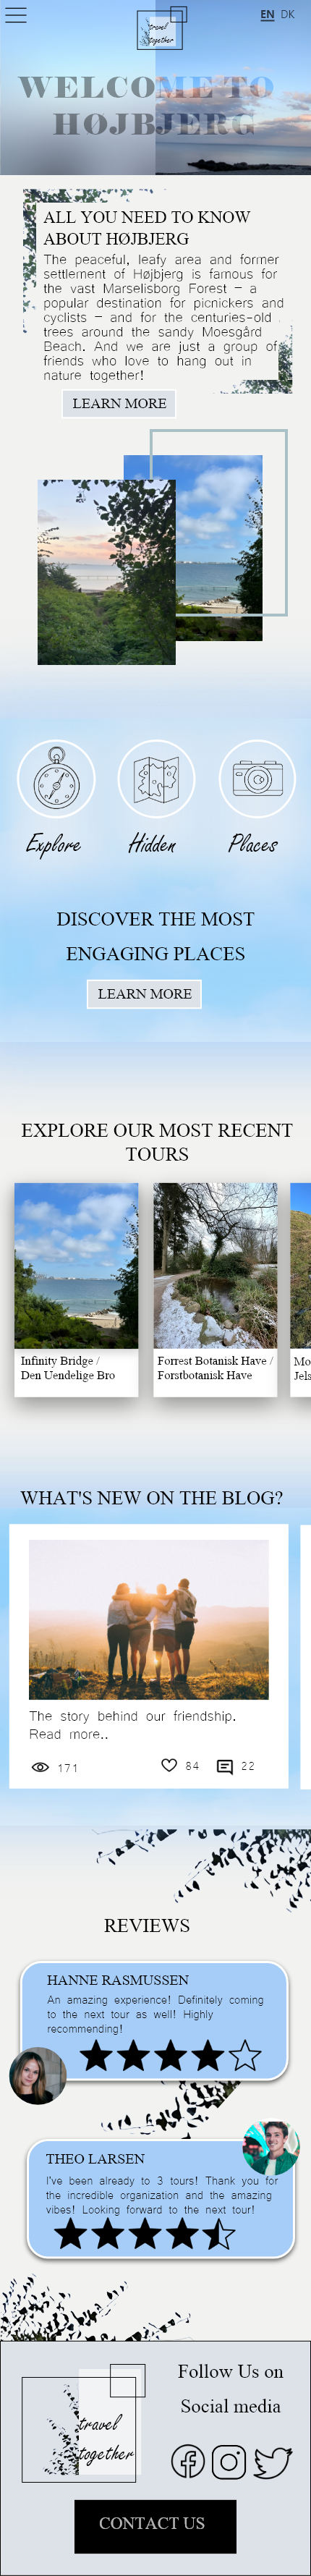 travel
together
EN DK
WELCOME TO
HØJBJERG
ALL YOU NEED TO KNOW
ABOUT HØJBJERG
The peaceful, leafy area and former
settlement of Højbjerg is famous for
the vast Marselisborg Forest – a
popular destination for picnickers and
cyclists – and for the centuries-old
trees around the sandy Moesgård
Beach. And we are just a group of
friends who love to hang out in
nature together!
LEARN MORE
Explore Hidden Places
DISCOVER THE MOST
ENGAGING PLACES
LEARN MORE
EXPLORE OUR MOST RECENT
TOURS
Infinity Bridge /
Den Uendelige Bro
Forrest Botanisk Have /
Forstbotanisk Have
Mo
Jels
WHAT'S NEW ON THE BLOG?
The story behind our friendship.
Read more..
171 84 22
REVIEWS
HANNE RASMUSSEN
An amazing experience! Definitely coming
to the next tour as well! Highly
recommending!
THEO LARSEN
I've been already to 3 tours! Thank you for
the incredible organization and the amazing
vibes! Looking forward to the next tour!
travel
together
Follow Us on
Social media
CONTACT US